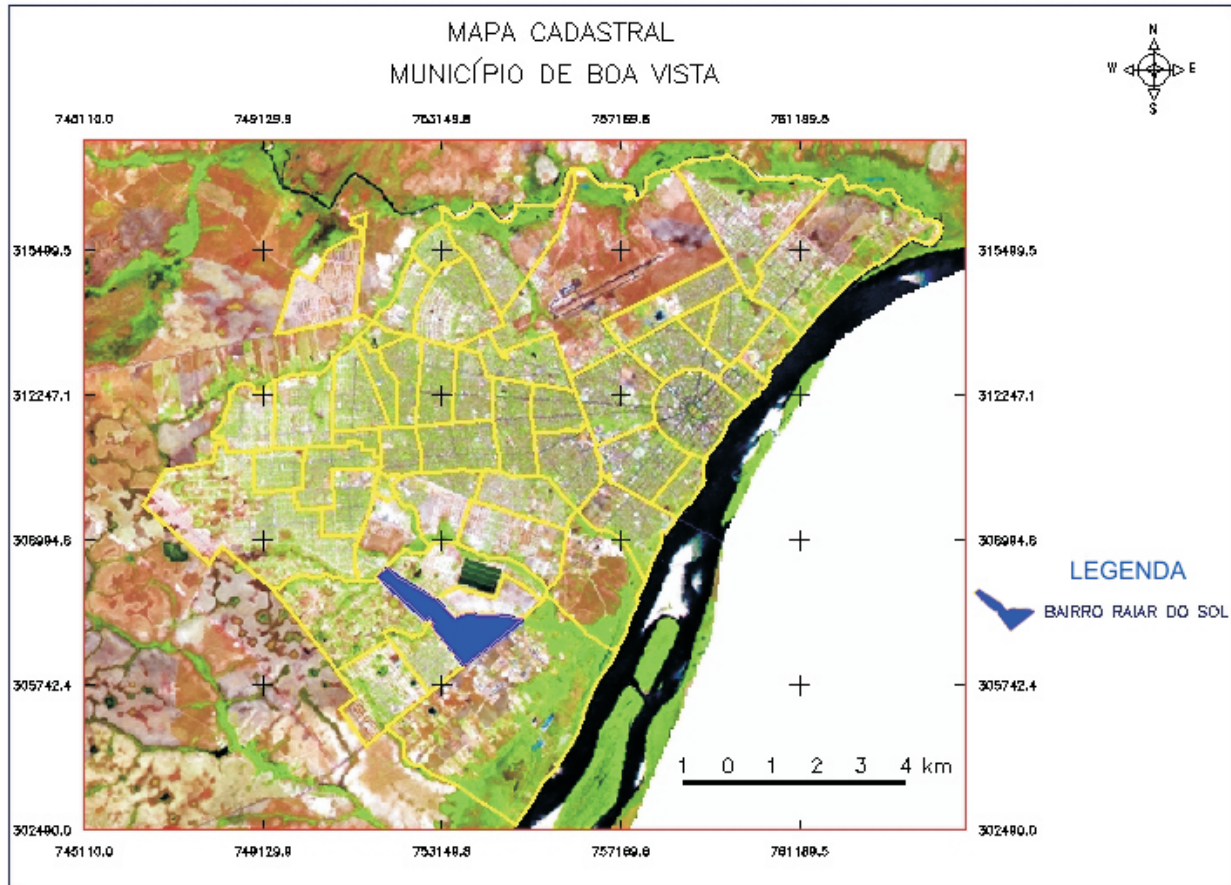 MAPA CADASTRAL
MUNICÍPIO DE BOA VISTA
N
W E
S
745110.0 749129.9 753149.8 757169.6 761189.5
315499.5 315499.5
312247.1 312247.1
308994.8 308994.8
LEGENDA
BAIRRO RAIAR DO SOL
305742.4 305742.4
1 0 1 2 3 4 km
302490.0 302490.0
745110.0 749129.9 753149.8 757169.6 761189.5